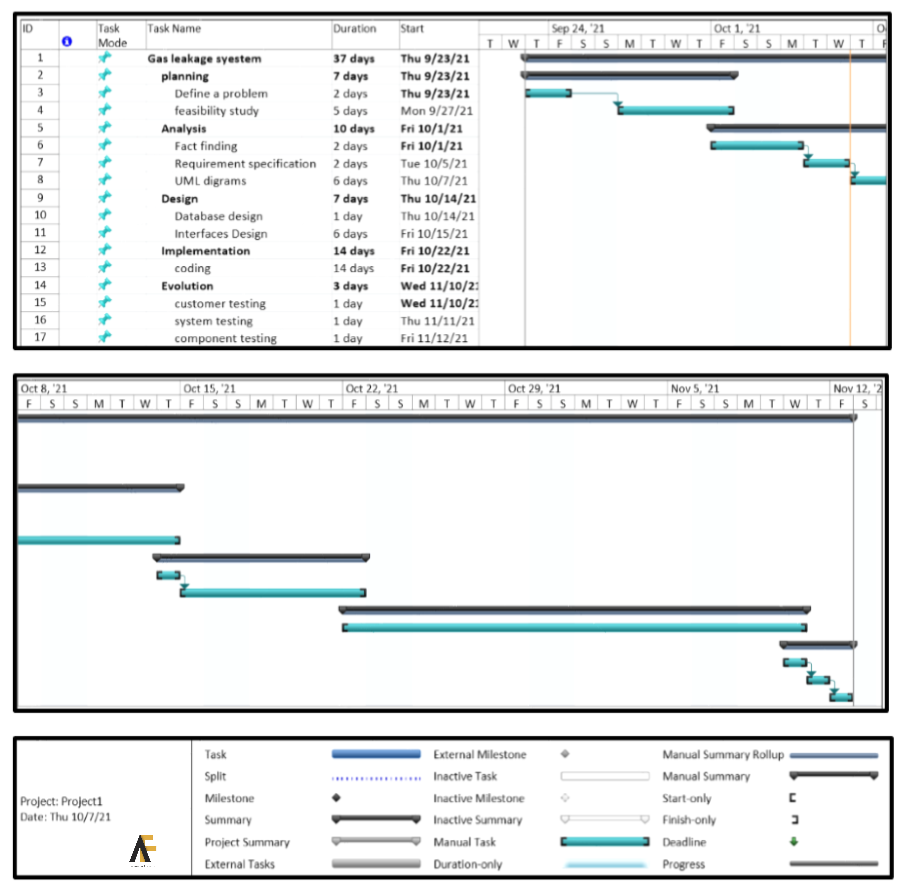 ID Task Mode Task Name Duration Start Sep 24, '21 Oct 1, '21
T W T F S S M T W T F S S M T W T F
1 Gas leakage syestem 37 days Thu 9/23/21
2 planning 7 days Thu 9/23/21
3 Define a problem 2 days Thu 9/23/21
4 feasibility study 5 days Mon 9/27/21
5 Analysis 10 days Fri 10/1/21
6 Fact finding 2 days Fri 10/1/21
7 Requirement specification 2 days Tue 10/5/21
8 UML digrams 6 days Thu 10/7/21
9 Design 7 days Thu 10/14/21
10 Database design 1 day Thu 10/14/21
11 Interfaces Design 6 days Fri 10/15/21
12 Implementation 14 days Fri 10/22/21
13 coding 14 days Fri 10/22/21
14 Evolution 3 days Wed 11/10/21
15 customer testing 1 day Wed 11/10/21
16 system testing 1 day Thu 11/11/21
17 component testing 1 day Fri 11/12/21
Oct 8, '21 Oct 15, '21 Oct 22, '21 Oct 29, '21 Nov 5, '21 Nov 12, '2
F S S M T W T F S S M T W T F S S M T W T F S S M T W T F S S M T W T F S
Project: Project1
Date: Thu 10/7/21
AF
Task External Milestone Manual Summary Rollup
Split Inactive Task Manual Summary
Milestone Inactive Milestone Start-only
Summary Inactive Summary Finish-only
Project Summary Manual Task Deadline
External Tasks Duration-only Progress